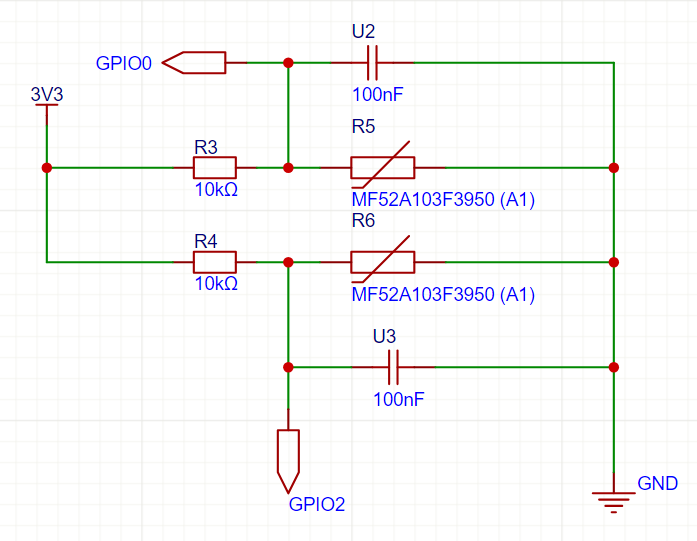 U2
GPIO0
100nF
3V3
R5
R3
10kΩ
MF52A103F3950 (A1)
R6
R4
10kΩ
MF52A103F3950 (A1)
U3
100nF
GND
GPIO2